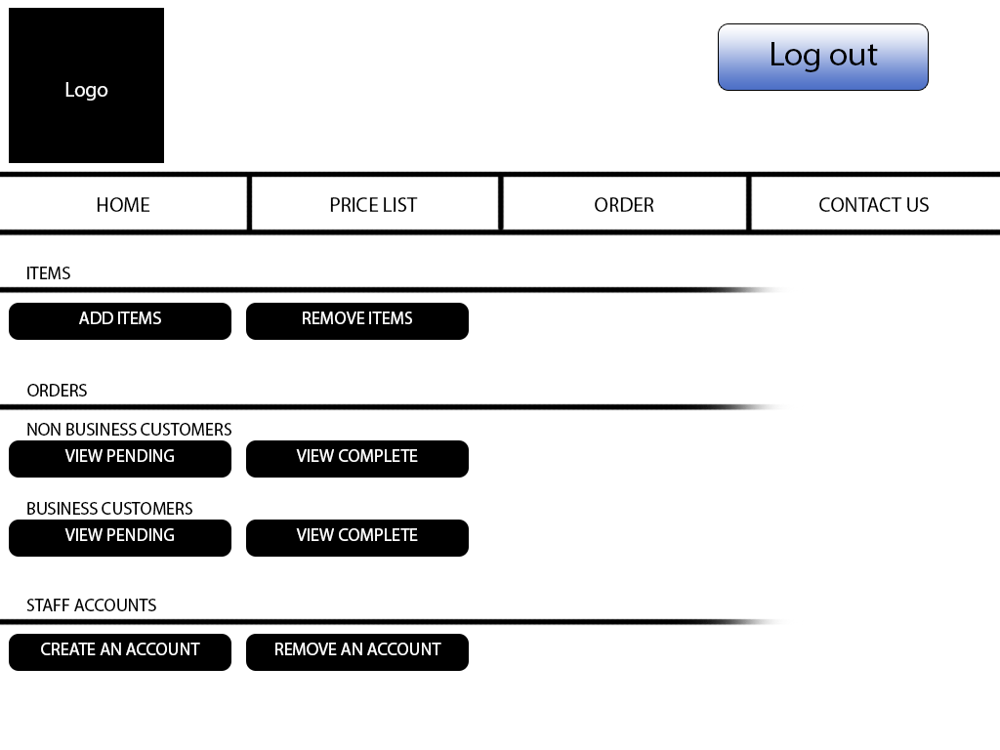 Logo
Log out
HOME PRICE LIST ORDER CONTACT US
ITEMS
ADD ITEMS REMOVE ITEMS
ORDERS
NON BUSINESS CUSTOMERS
VIEW PENDING VIEW COMPLETE
BUSINESS CUSTOMERS
VIEW PENDING VIEW COMPLETE
STAFF ACCOUNTS
CREATE AN ACCOUNT REMOVE AN ACCOUNT